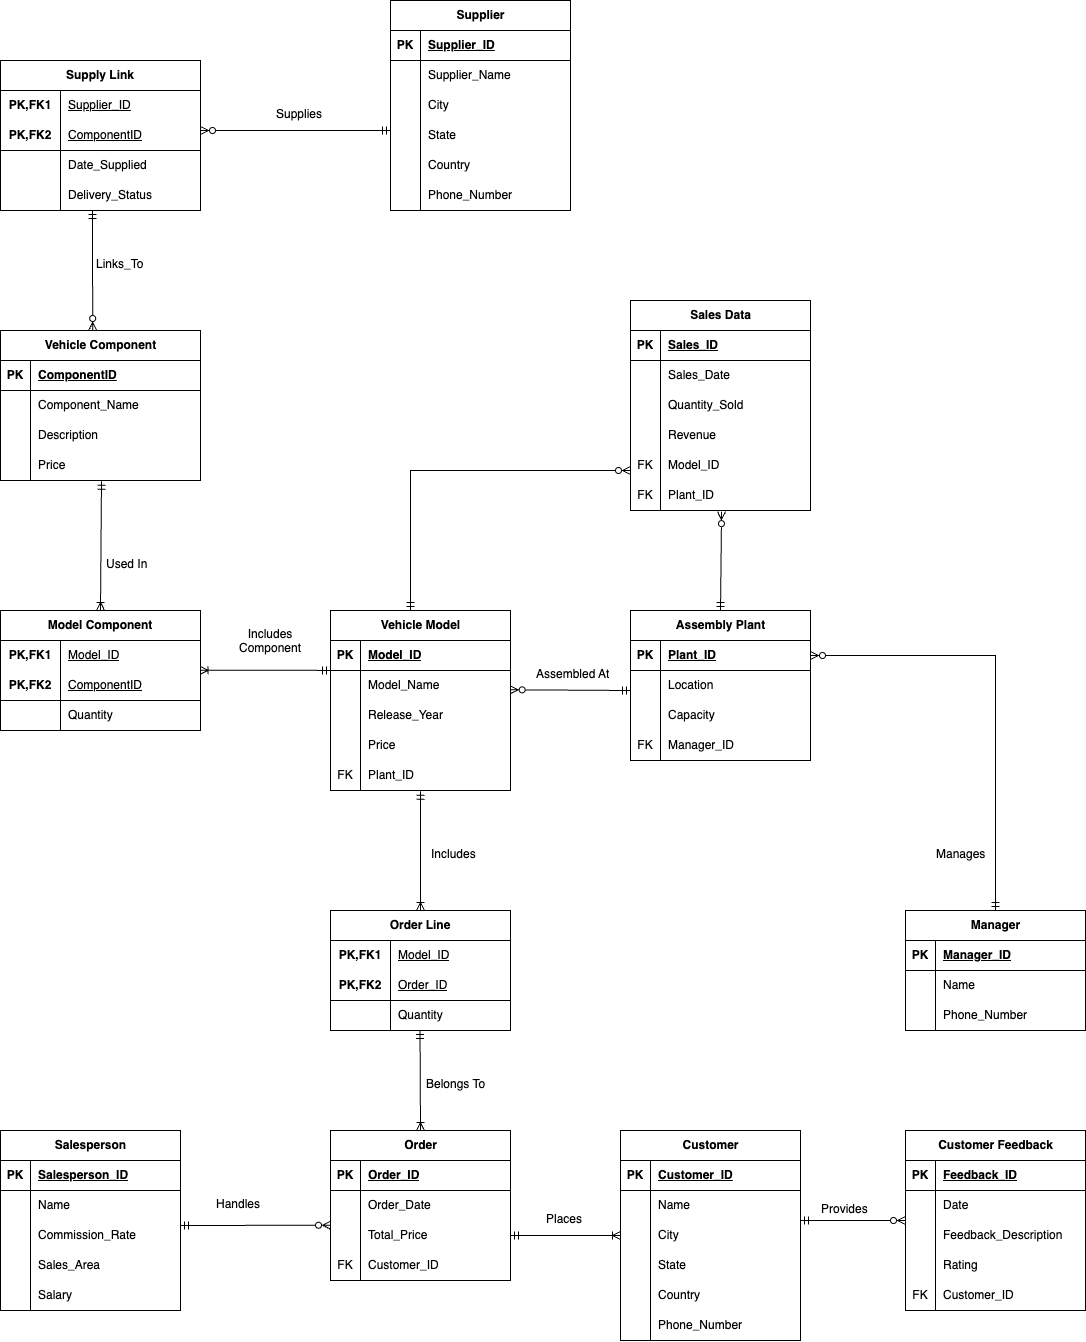 Supplier
PK Supplier_ID
Supplier_Name
City
State
Country
Phone_Number
Supply Link
PK,FK1 Supplier_ID
PK,FK2 ComponentID
Date_Supplied
Delivery_Status
Supplies
Links_To
Vehicle Component
PK ComponentID
Component_Name
Description
Price
Sales Data
PK Sales_ID
Sales_Date
Quantity_Sold
Revenue
FK Model_ID
FK Plant_ID
Used In
Model Component
PK,FK1 Model_ID
PK,FK2 ComponentID
Quantity
Includes
Component
Vehicle Model
PK Model_ID
Model_Name
Release_Year
Price
FK Plant_ID
Assembled At
Assembly Plant
PK Plant_ID
Location
Capacity
FK Manager_ID
Includes
Manages
Order Line
PK,FK1 Model_ID
PK,FK2 Order_ID
Quantity
Manager
PK Manager_ID
Name
Phone_Number
Belongs To
Salesperson
PK Salesperson_ID
Name
Commission_Rate
Sales_Area
Salary
Handles
Order
PK Order_ID
Order_Date
Total_Price
FK Customer_ID
Places
Customer
PK Customer_ID
Name
City
State
Country
Phone_Number
Provides
Customer Feedback
PK Feedback_ID
Date
Feedback_Description
Rating
FK Customer_ID